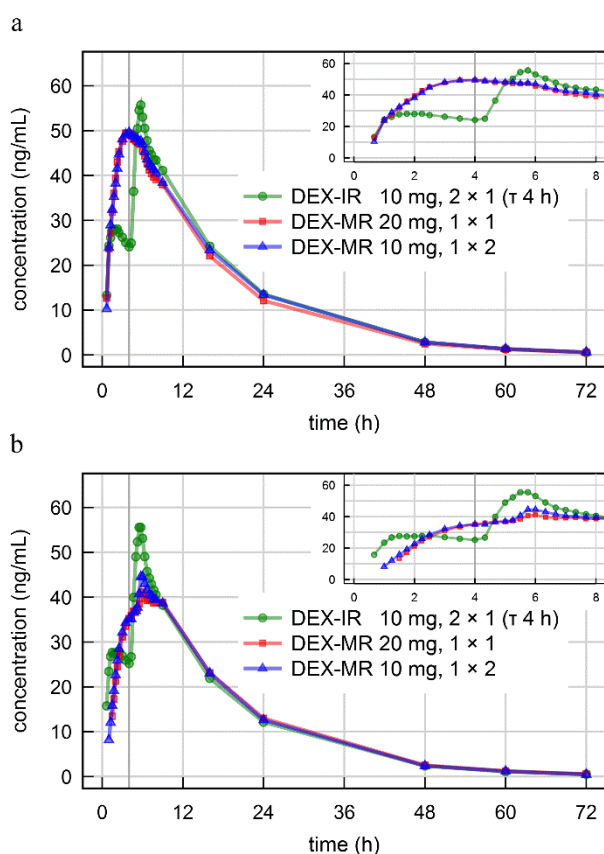 a
60
50
40
30
20
10
0
concentration (ng/mL)
60
40
20
0
0 2 4 6 8
DEX-IR 10 mg, 2 × 1 (τ 4 h)
DEX-MR 20 mg, 1 × 1
DEX-MR 10 mg, 1 × 2
0 12 24 36 48 60 72
time (h)
b
60
50
40
30
20
10
0
concentration (ng/mL)
60
40
20
0
0 2 4 6 8
DEX-IR 10 mg, 2 × 1 (τ 4 h)
DEX-MR 20 mg, 1 × 1
DEX-MR 10 mg, 1 × 2
0 12 24 36 48 60 72
time (h)